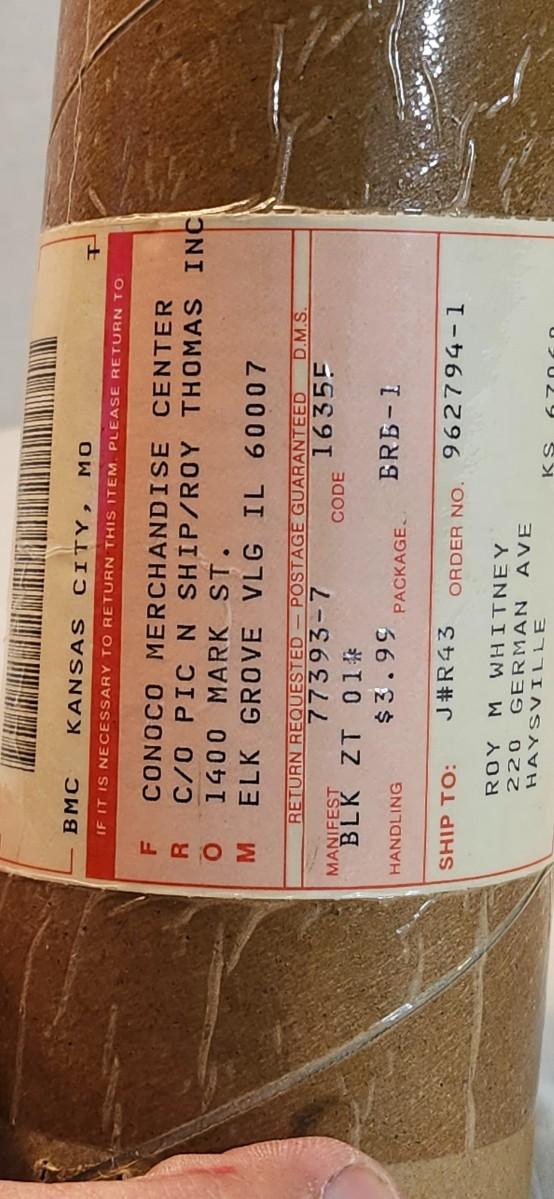 BMC KANSAS CITY, MO
IF IT IS NECESSARY TO RETURN THIS ITEM, PLEASE RETURN TO:
FROM
CONOCO MERCHANDISE CENTER
C/O PIC N SHIP/ROY THOMAS INC
1400 MARK ST.
ELK GROVE VLG IL 60007
RETURN REQUESTED — POSTAGE GUARANTEED D.M.S.
MANIFEST 77393-7 CODE 1635F
BLK ZT 01#
HANDLING $3.99 PACKAGE BRB-1
SHIP TO: J#R43 ORDER NO. 962794-1
ROY M WHITNEY
220 GERMAN AVE
HAYSVILLE KS